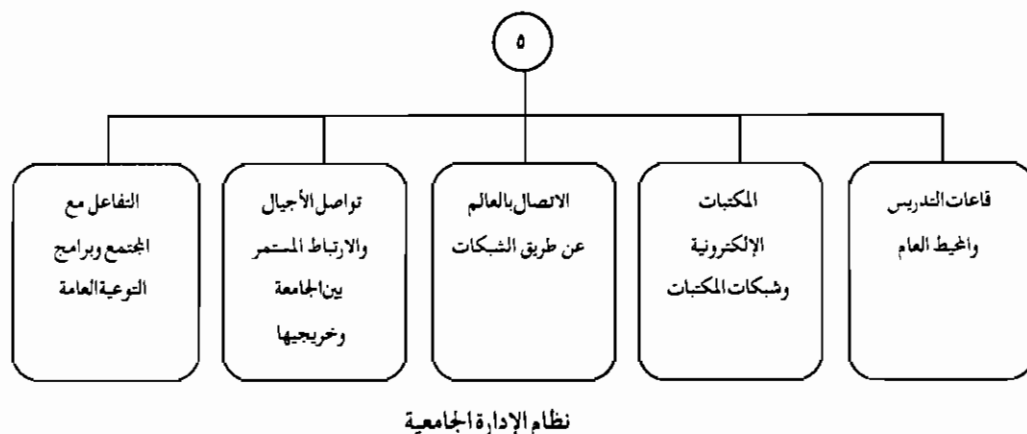 ٥
قاعات التدريس
والمحيط العام
المكتبات
الإلكترونية
وشبكات المكتبات
الاتصال بالعالم
عن طريق الشبكات
تواصل الأجيال
والارتباط المستمر
بين الجامعة
وخريجيها
التفاعل مع
المجتمع وبرامج
التوعية العامة
نظام الإدارة الجامعية